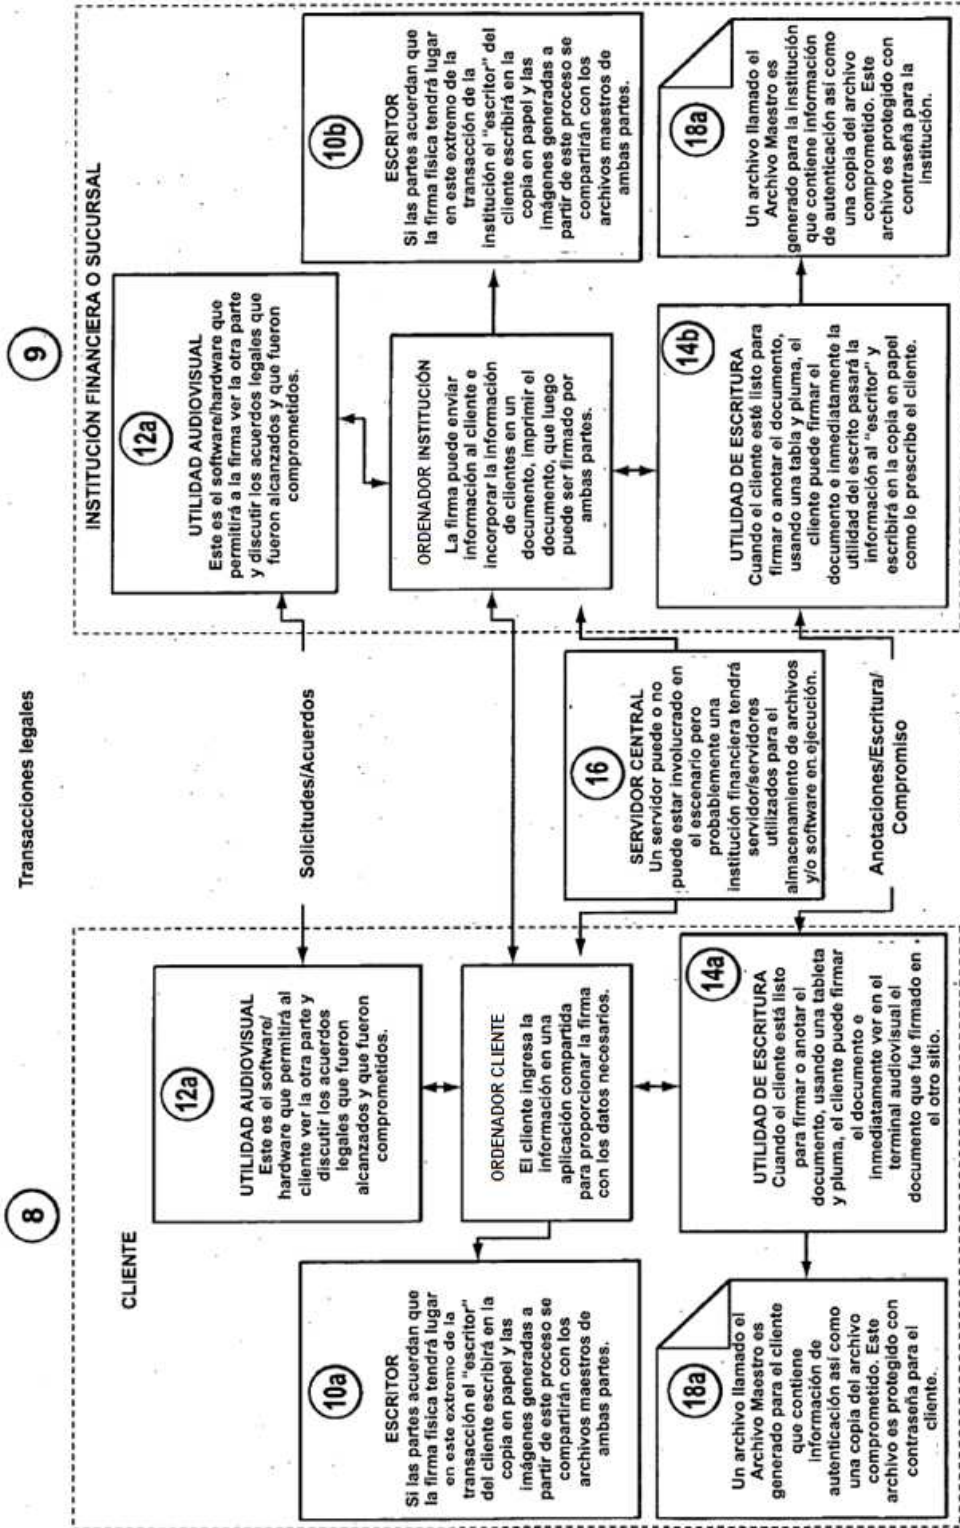 Transacciones legales
8
9
CLIENTE
INSTITUCIÓN FINANCIERA O SUCURSAL
10a
ESCRITOR
Si las partes acuerdan que
la firma física tendrá lugar
en este extremo de la
transacción el "escritor"
del cliente escribirá en la
copia en papel y las
imágenes generadas a
partir de este proceso se
compartirán con los
archivos maestros de
ambas partes.
12a
UTILIDAD AUDIOVISUAL
Este es el software/
hardware que permitirá al
cliente ver la otra parte y
discutir los acuerdos
legales que fueron
alcanzados y que fueron
comprometidos.
Solicitudes/Acuerdos
12a
UTILIDAD AUDIOVISUAL
Este es el software/hardware que
permitirá a la firma ver la otra parte
y discutir los acuerdos legales que
fueron alcanzados y que fueron
comprometidos.
10b
ESCRITOR
Si las partes acuerdan que
la firma física tendrá lugar
en este extremo de la
transacción de la
institución el "escritor" del
cliente escribirá en la
copia en papel y las
imágenes generadas a
partir de este proceso se
compartirán con los
archivos maestros de
ambas partes.
ORDENADOR CLIENTE
El cliente ingresa la
información en una
aplicación compartida
para proporcionar la firma
con los datos necesarios.
ORDENADOR INSTITUCIÓN
La firma puede enviar
información al cliente e
incorporar la información
de clientes en un
documento, imprimir el
documento, que luego
puede ser firmado por
ambas partes.
16
SERVIDOR CENTRAL
Un servidor puede o no
puede estar involucrado en
el escenario pero
probablemente una
institución financiera tendrá
servidor/servidores
utilizados para el
almacenamiento de archivos
y/o software en ejecución.
18a
Un archivo llamado el
Archivo Maestro es
generado para el cliente
que contiene
información de
autenticación así como
una copia del archivo
comprometido. Este
archivo es protegido con
contraseña para el
cliente.
14a
UTILIDAD DE ESCRITURA
Cuando el cliente está listo
para firmar o anotar el
documento, usando una tableta
y pluma, el cliente puede firmar
el documento e
inmediatamente ver en el
terminal audiovisual el
documento que fue firmado en
el otro sitio.
Anotaciones/Escritura/
Compromiso
14b
UTILIDAD DE ESCRITURA
Cuando el cliente esté listo para
firmar o anotar el documento,
usando una tabla y pluma, el
cliente puede firmar el
documento e inmediatamente la
utilidad del escrito pasará la
información al "escritor" y
escribirá en la copia en papel
como lo prescribe el cliente.
18a
Un archivo llamado el
Archivo Maestro es
generado para la institución
que contiene información
de autenticación así como
una copia del archivo
comprometido. Este
archivo es protegido con
contraseña para la
institución.